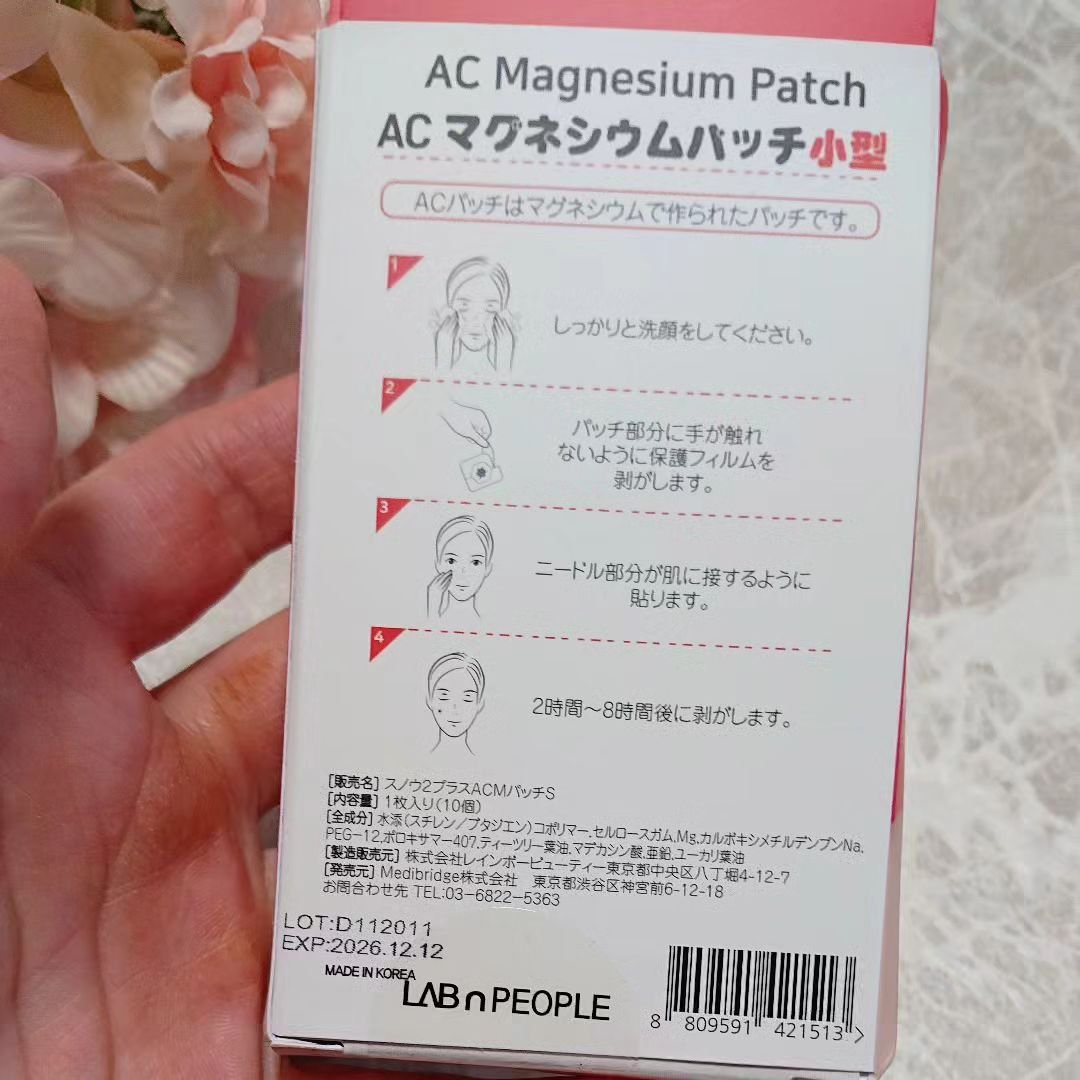 AC Magnesium Patch
AC マグネシウムパッチ小型
ACパッチはマグネシウムで作られたパッチです。
1
しっかりと洗顔をしてください。
2
パッチ部分に手が触れ
ないように保護フィルムを
剥がします。
3
ニードル部分が肌に接するように
貼ります。
4
2時間〜8時間後に剥がします。
[販売名] スノウ2プラスACMパッチS
[内容量] 1枚入り(10個)
[全成分] 水添(スチレン/ブタジエン)コポリマー,セルロースガム,Mg,カルボキシメチルデンプンNa,
PEG-12,ポロキサマー407,ティーツリー葉油,マデカシン酸,亜鉛,ユーカリ葉油
[製造販売元] 株式会社レインボービューティー東京都中央区八丁堀4-12-7
[発売元] Medibridge株式会社 東京都渋谷区神宮前6-12-18
お問合わせ先 TEL:03-6822-5363
LOT:D112011
EXP:2026.12.12
MADE IN KOREA
LAB n PEOPLE
8 809591 421513 >